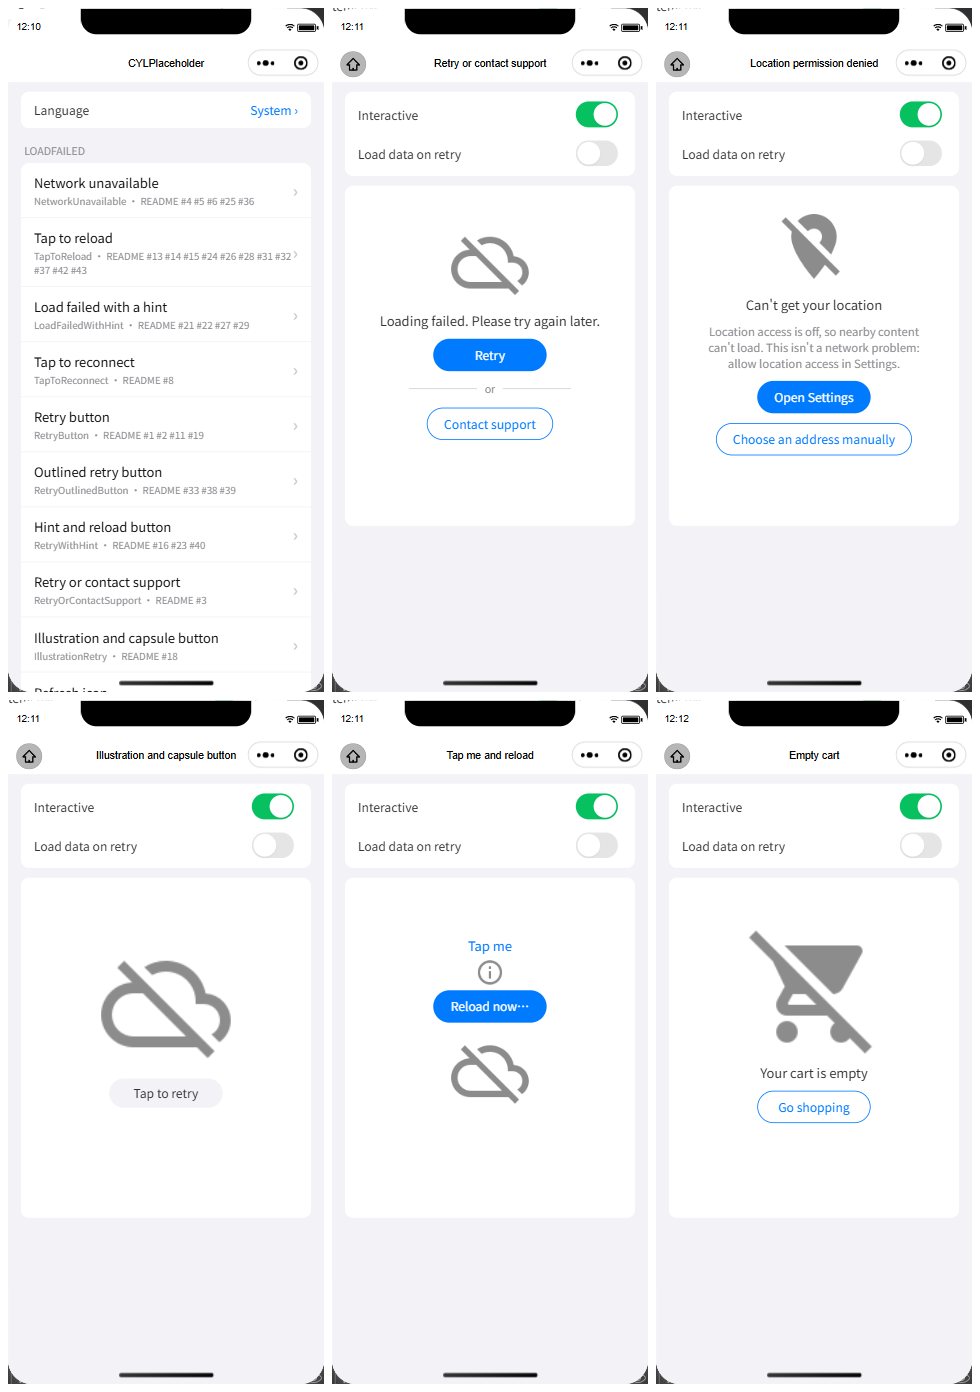 12:10
CYLPlaceholder
Language
System ›
LOADFAILED
Network unavailable
NetworkUnavailable • README #4 #5 #6 #25 #36
Tap to reload
TapToReload • README #13 #14 #15 #24 #26 #28 #31 #32
#37 #42 #43
Load failed with a hint
LoadFailedWithHint • README #21 #22 #27 #29
Tap to reconnect
TapToReconnect • README #8
Retry button
RetryButton • README #1 #2 #11 #19
Outlined retry button
RetryOutlinedButton • README #33 #38 #39
Hint and reload button
RetryWithHint • README #16 #23 #40
Retry or contact support
RetryOrContactSupport • README #3
Illustration and capsule button
IllustrationRetry • README #18
12:11
Retry or contact support
Interactive
Load data on retry
Loading failed. Please try again later.
Retry
or
Contact support
12:11
Location permission denied
Interactive
Load data on retry
Can't get your location
Location access is off, so nearby content
can't load. This isn't a network problem:
allow location access in Settings.
Open Settings
Choose an address manually
12:11
Illustration and capsule button
Interactive
Load data on retry
Tap to retry
12:11
Tap me and reload
Interactive
Load data on retry
Tap me
Reload now…
12:12
Empty cart
Interactive
Load data on retry
Your cart is empty
Go shopping